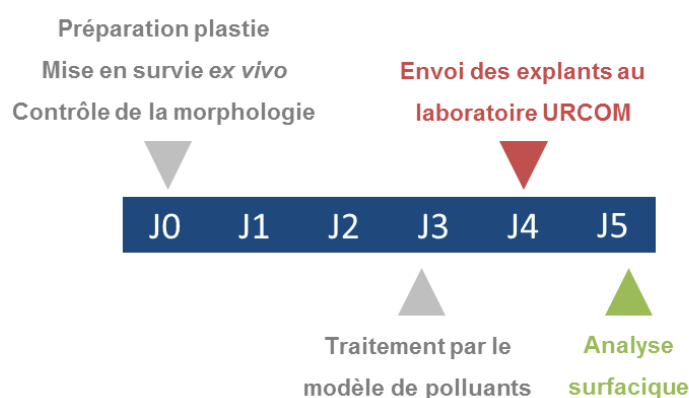 Préparation plastie
Mise en survie ex vivo
Contrôle de la morphologie
Envoi des explants au
laboratoire URCOM
J0 J1 J2 J3 J4 J5
Traitement par le
modèle de polluants
Analyse
surfacique